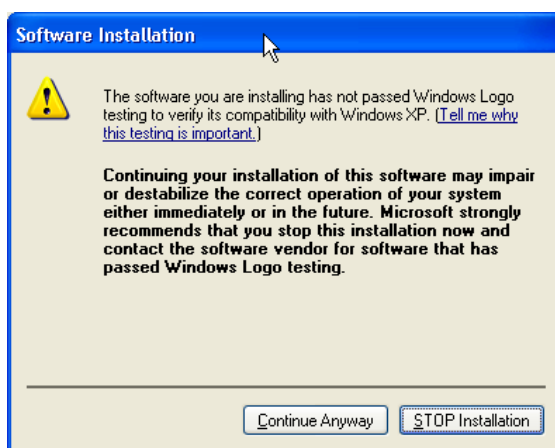 Software Installation
The software you are installing has not passed Windows Logo
testing to verify its compatibility with Windows XP. (Tell me why
this testing is important.)
Continuing your installation of this software may impair
or destabilize the correct operation of your system
either immediately or in the future. Microsoft strongly
recommends that you stop this installation now and
contact the software vendor for software that has
passed Windows Logo testing.
Continue Anyway
STOP Installation